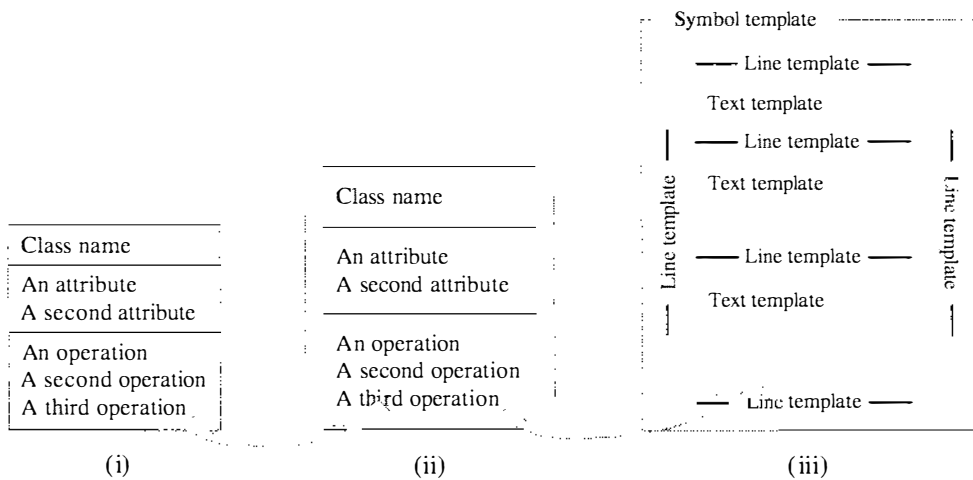 Class name
An attribute
A second attribute
An operation
A second operation
A third operation
(i)
Class name
An attribute
A second attribute
An operation
A second operation
A third operation
(ii)
Symbol template
Line template
Text template
Line template
Text template
Line template
Text template
Line template
Line template
Line template
(iii)